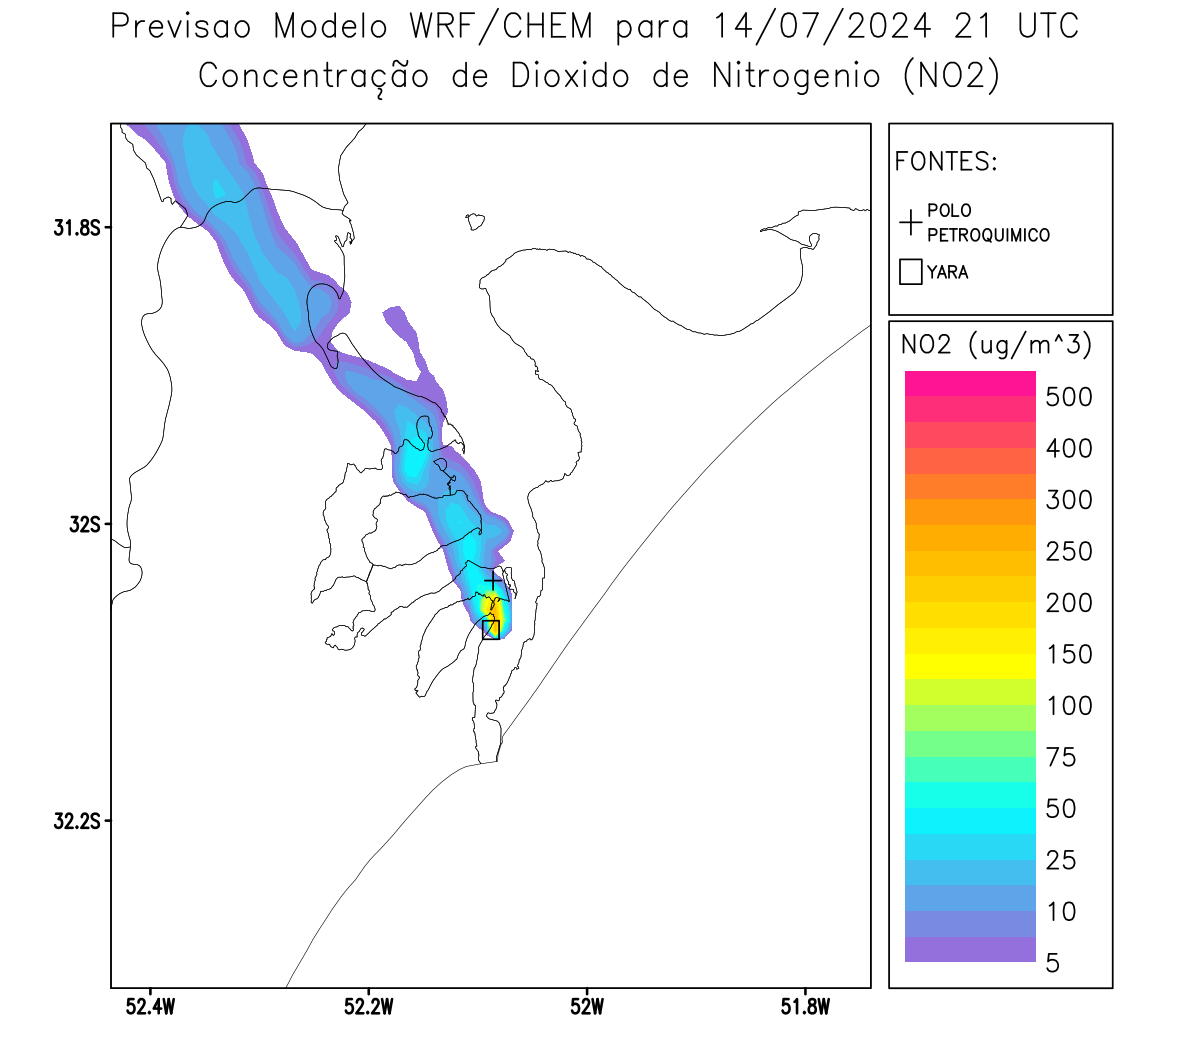 Previsao Modelo WRF/CHEM para 14/07/2024 21 UTC
Concentração de Dioxido de Nitrogenio (NO2)
FONTES:
POLO
PETROQUIMICO
YARA
NO2 (ug/m^3)
500
400
300
250
200
150
100
75
50
25
10
5
31.8S
32S
32.2S
52.4W
52.2W
52W
51.8W